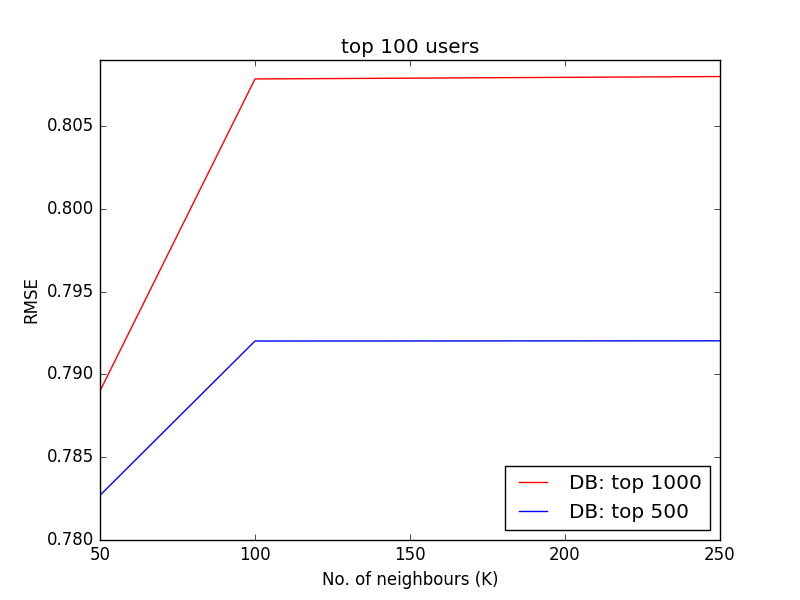 top 100 users
0.805
0.800
0.795
0.790
0.785
0.780
RMSE
50 100 150 200 250
No. of neighbours (K)
DB: top 1000
DB: top 500